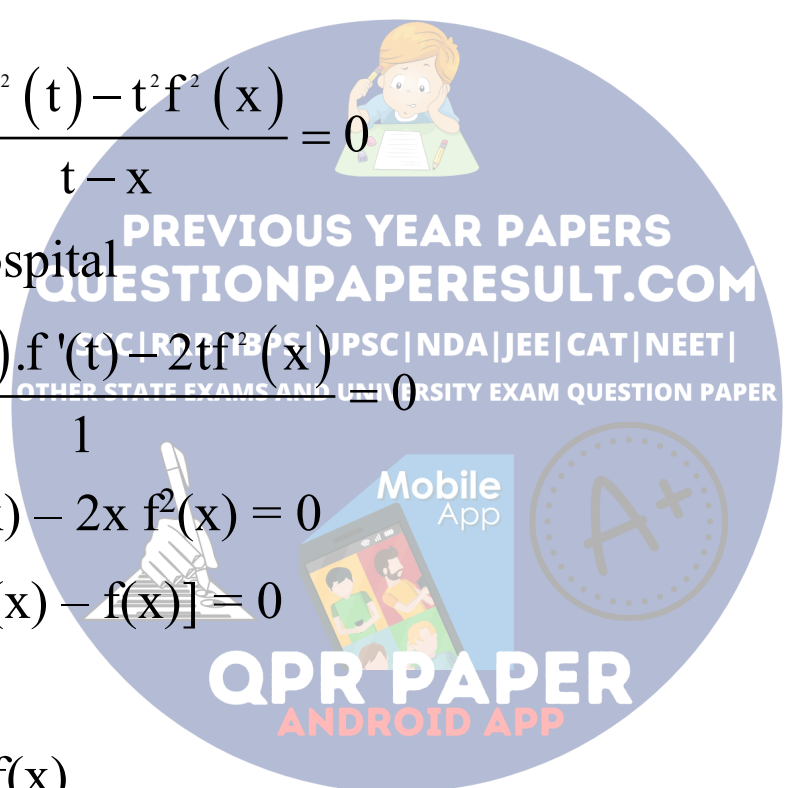 ² (t) – t²f² (x)
= 0
t – x
PREVIOUS YEAR PAPERS
spital
QUESTIONPAPERESULT.COM
SSC|RRB|IBPS|UPSC|NDA|JEE|CAT|NEET|
).f '(t) – 2tf² (x)
OTHER STATE EXAMS AND UNIVERSITY EXAM QUESTION PAPER
= 0
1
Mobile
App
) – 2x f²(x) = 0
A+
(x) – f(x)] = 0
QPR PAPER
ANDROID APP
f(x)